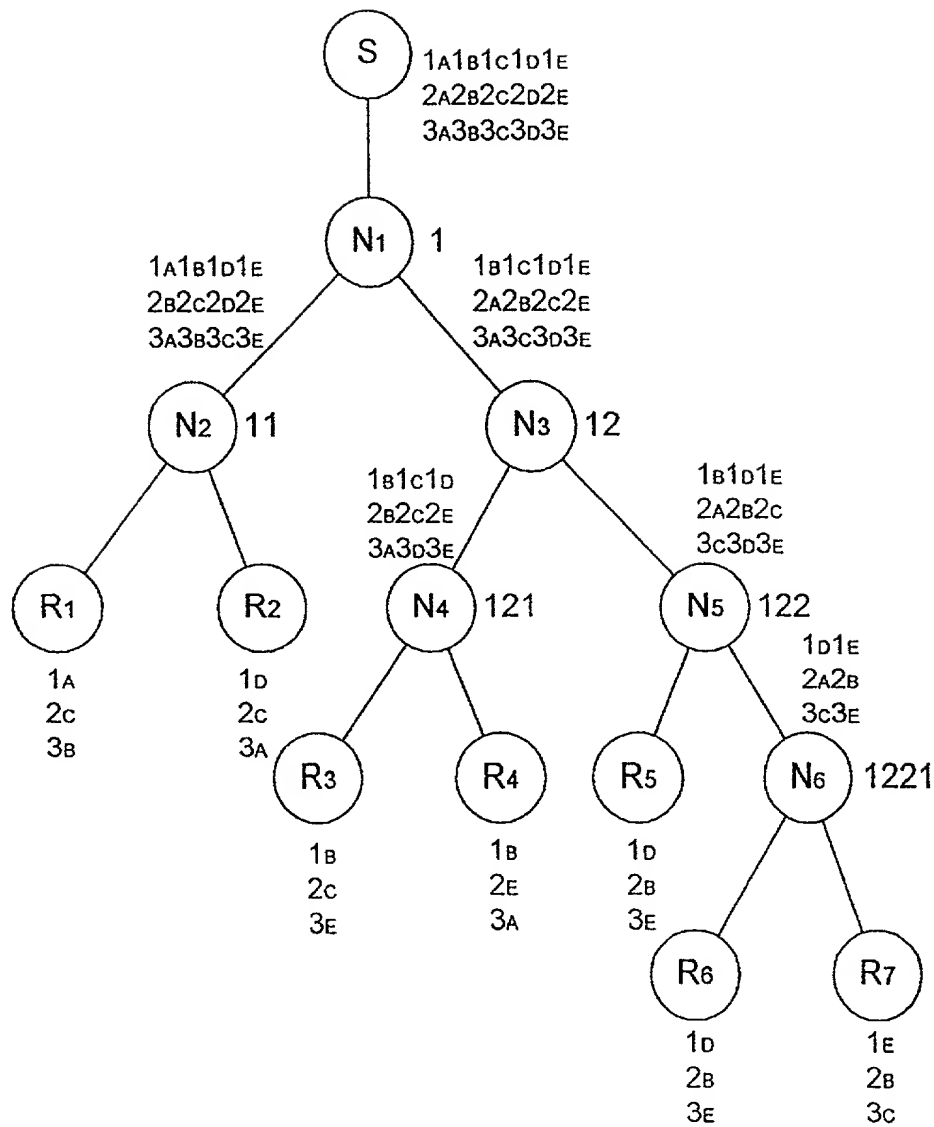 S
1A1B1C1D1E
2A2B2C2D2E
3A3B3C3D3E
N1 1
1A1B1D1E
2B2C2D2E
3A3B3C3E
1B1C1D1E
2A2B2C2E
3A3C3D3E
N2 11
N3 12
1B1C1D
2B2C2E
3A3D3E
1B1D1E
2A2B2C
3C3D3E
R1
R2
N4 121
N5 122
1A
2C
3B
1D
2C
3A
1D1E
2A2B
3C3E
R3
R4
R5
N6 1221
1B
2C
3E
1B
2E
3A
1D
2B
3E
R6
R7
1D
2B
3E
1E
2B
3C